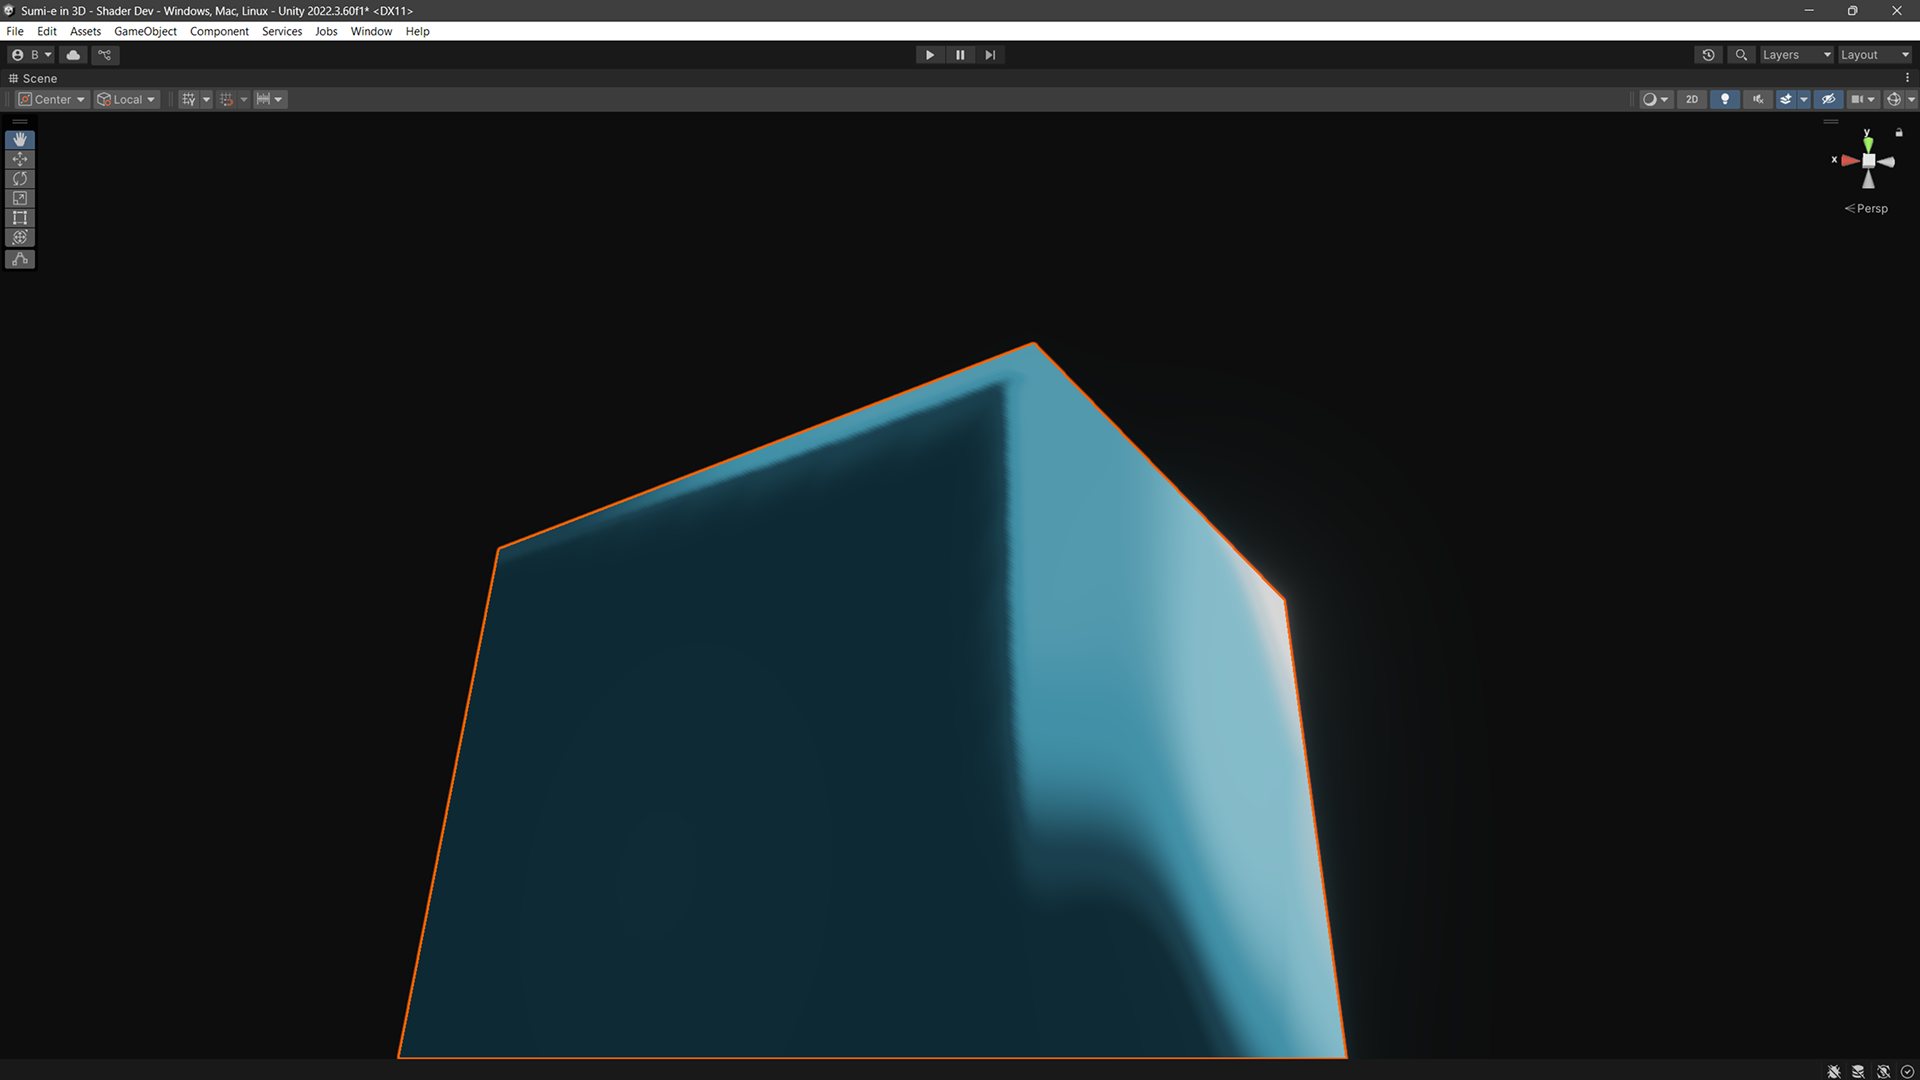 Sumi-e in 3D - Shader Dev - Windows, Mac, Linux - Unity 2022.3.60f1* <DX11>
File Edit Assets GameObject Component Services Jobs Window Help
B Layers Layout
Scene
Center Local 2D
y
x
Persp